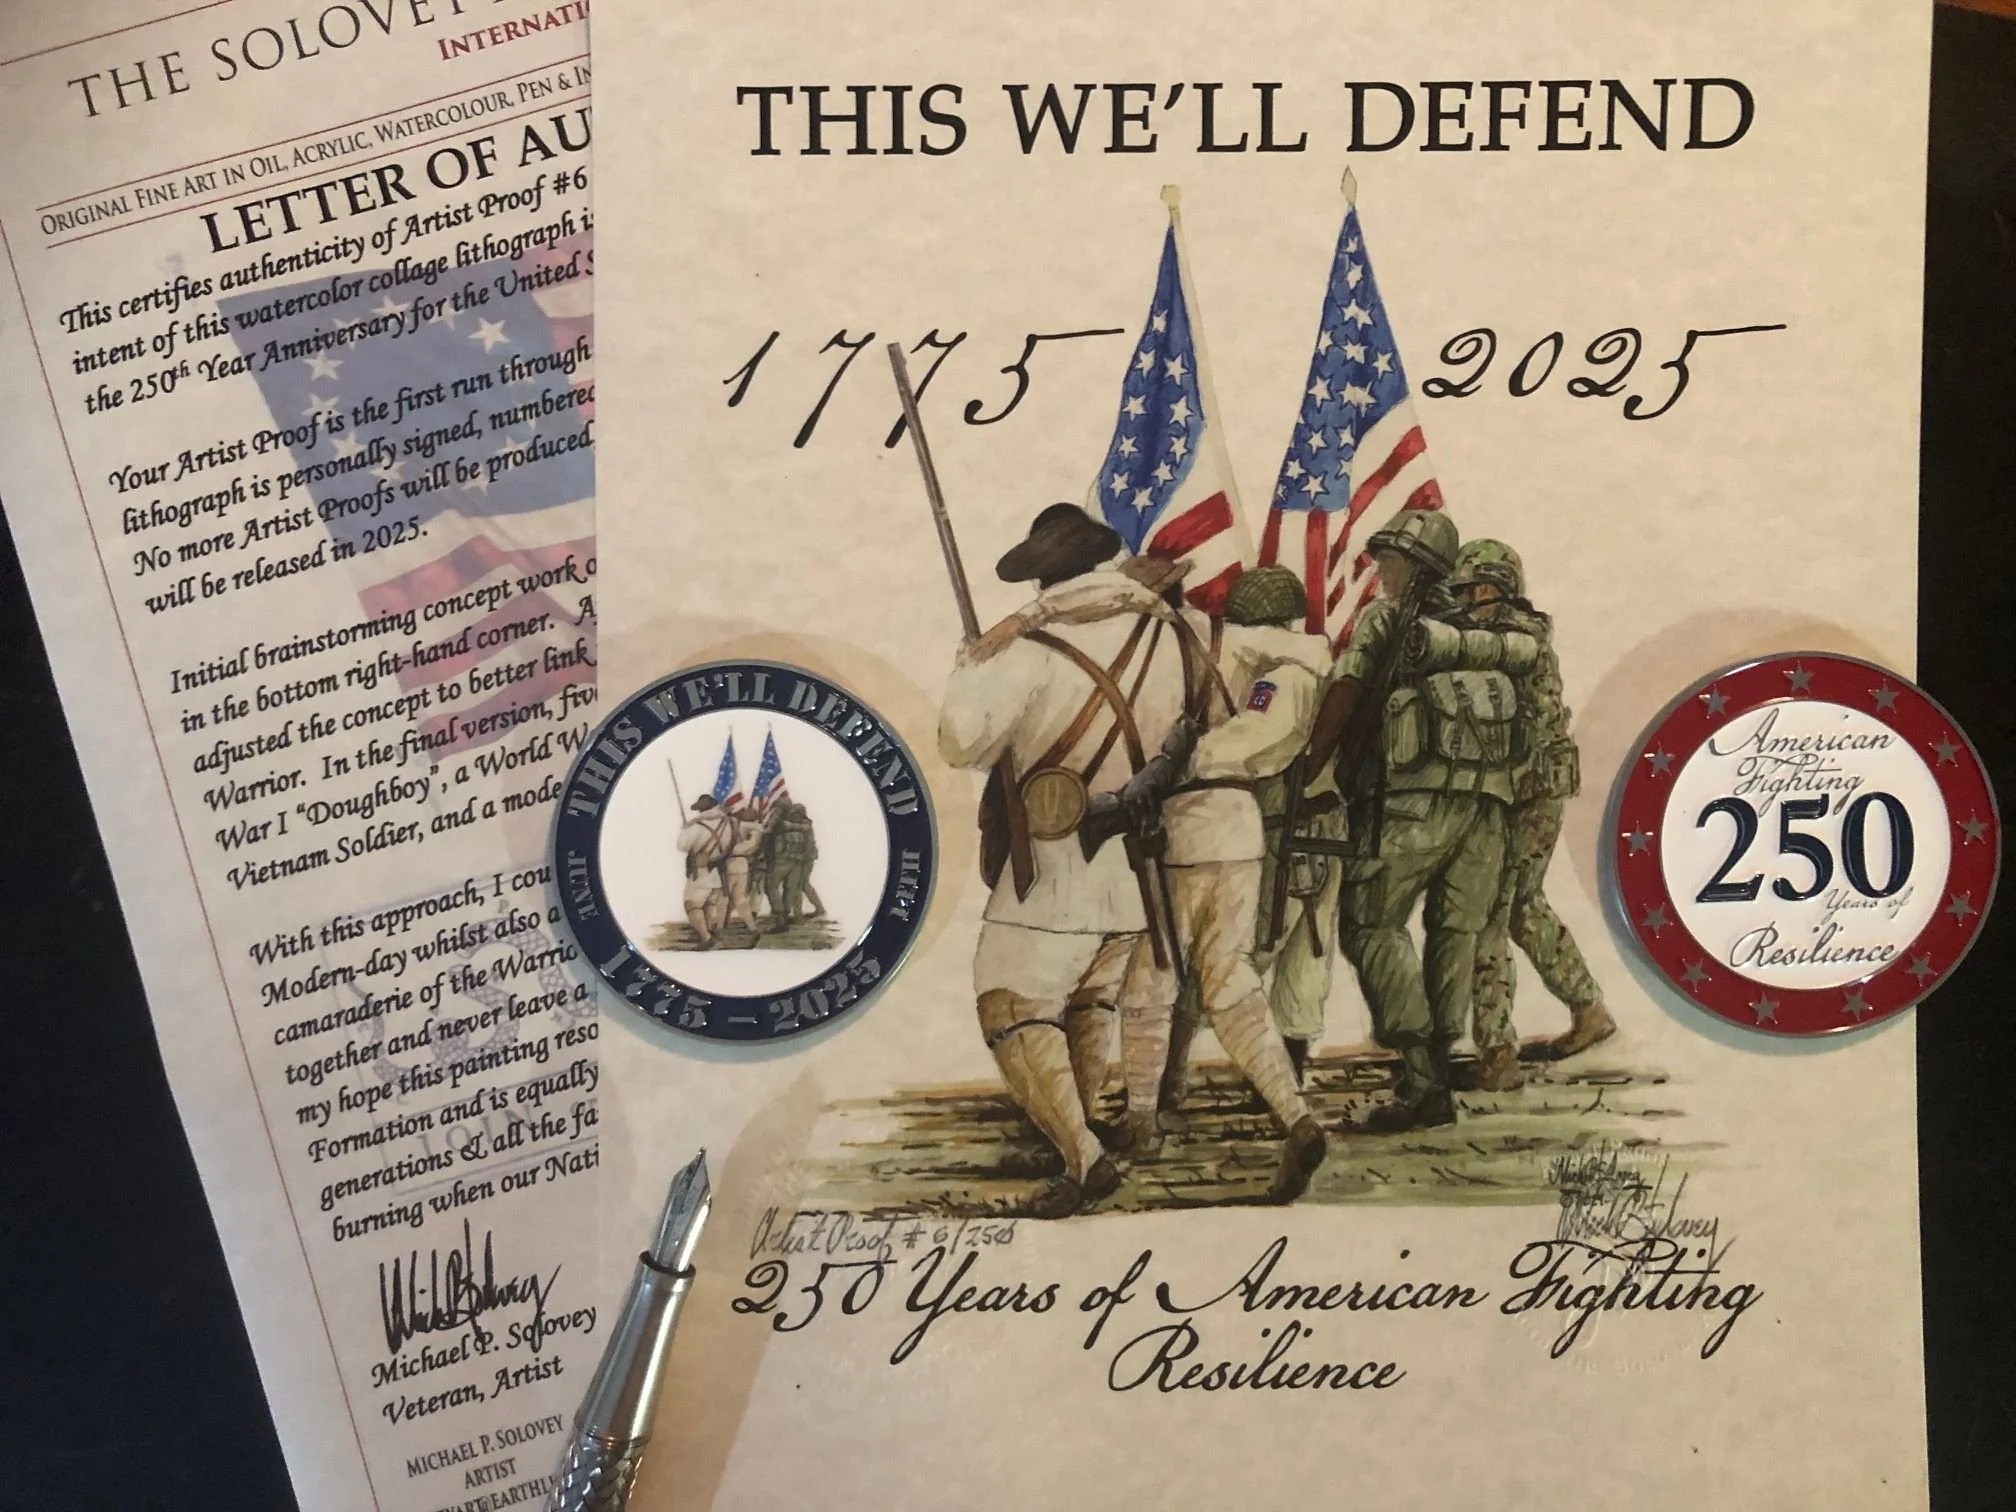 THE SOLOVEY
INTERNATI
ORIGINAL FINE ART IN OIL, ACRYLIC, WATERCOLOUR, PEN & IN
LETTER OF AU
This certifies authenticity of Artist Proof #6
intent of this watercolor collage lithograph is
the 250th Year Anniversary for the United S
Your Artist Proof is the first run through
lithograph is personally signed, numbered
No more Artist Proofs will be produced
will be released in 2025.
Initial brainstorming concept work o
in the bottom right-hand corner. A
adjusted the concept to better link
Warrior. In the final version, five
War I "Doughboy", a World W
Vietnam Soldier, and a mode
With this approach, I cou
Modern-day whilst also a
camaraderie of the Warrio
together and never leave a
my hope this painting reso
Formation and is equally
generations & all the fa
burning when our Nati
Michael P. Solovey
Veteran, Artist
MICHAEL P. SOLOVEY
ARTIST
YART@EARTHLI
THIS WE'LL DEFEND
1775 2025
Artist Proof # 6/250
250 Years of American Fighting
Resilience
THIS WE'LL DEFEND
JUNE 14TH
1775 - 2025
American
Fighting
250
Years of
Resilience